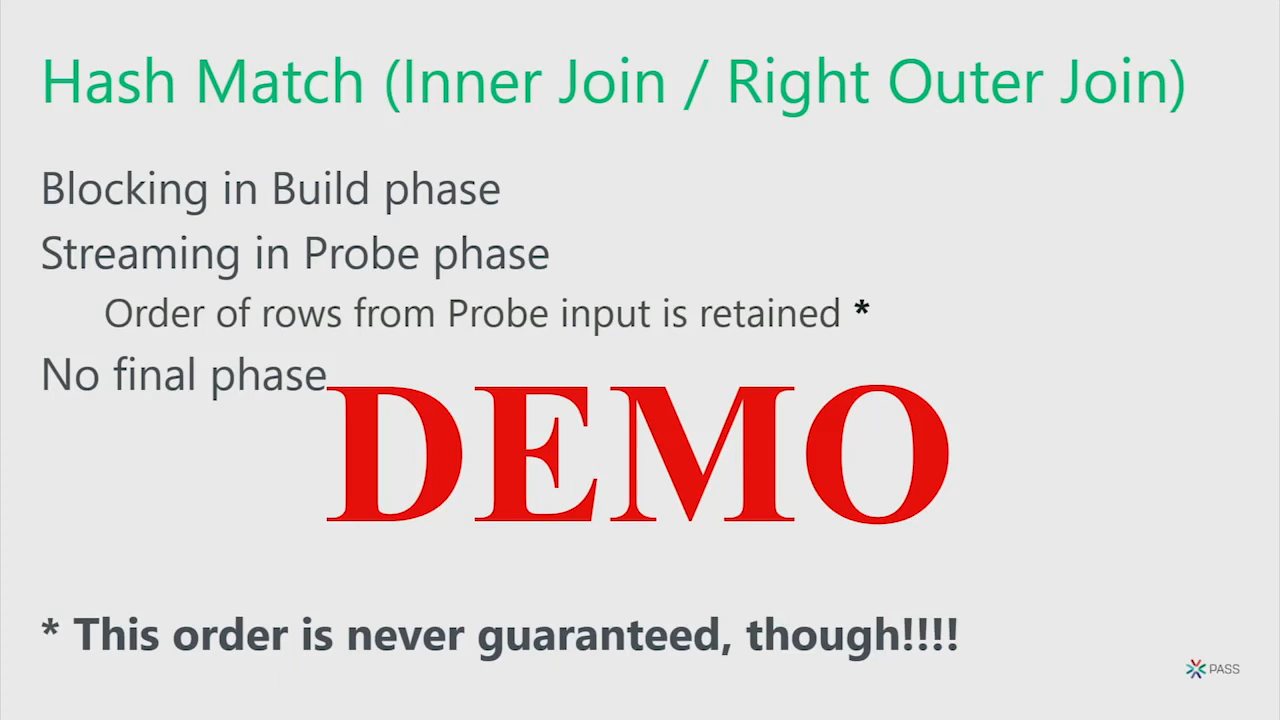 Hash Match (Inner Join / Right Outer Join)
Blocking in Build phase
Streaming in Probe phase
Order of rows from Probe input is retained *
No final phase
DEMO
* This order is never guaranteed, though!!!!
PASS